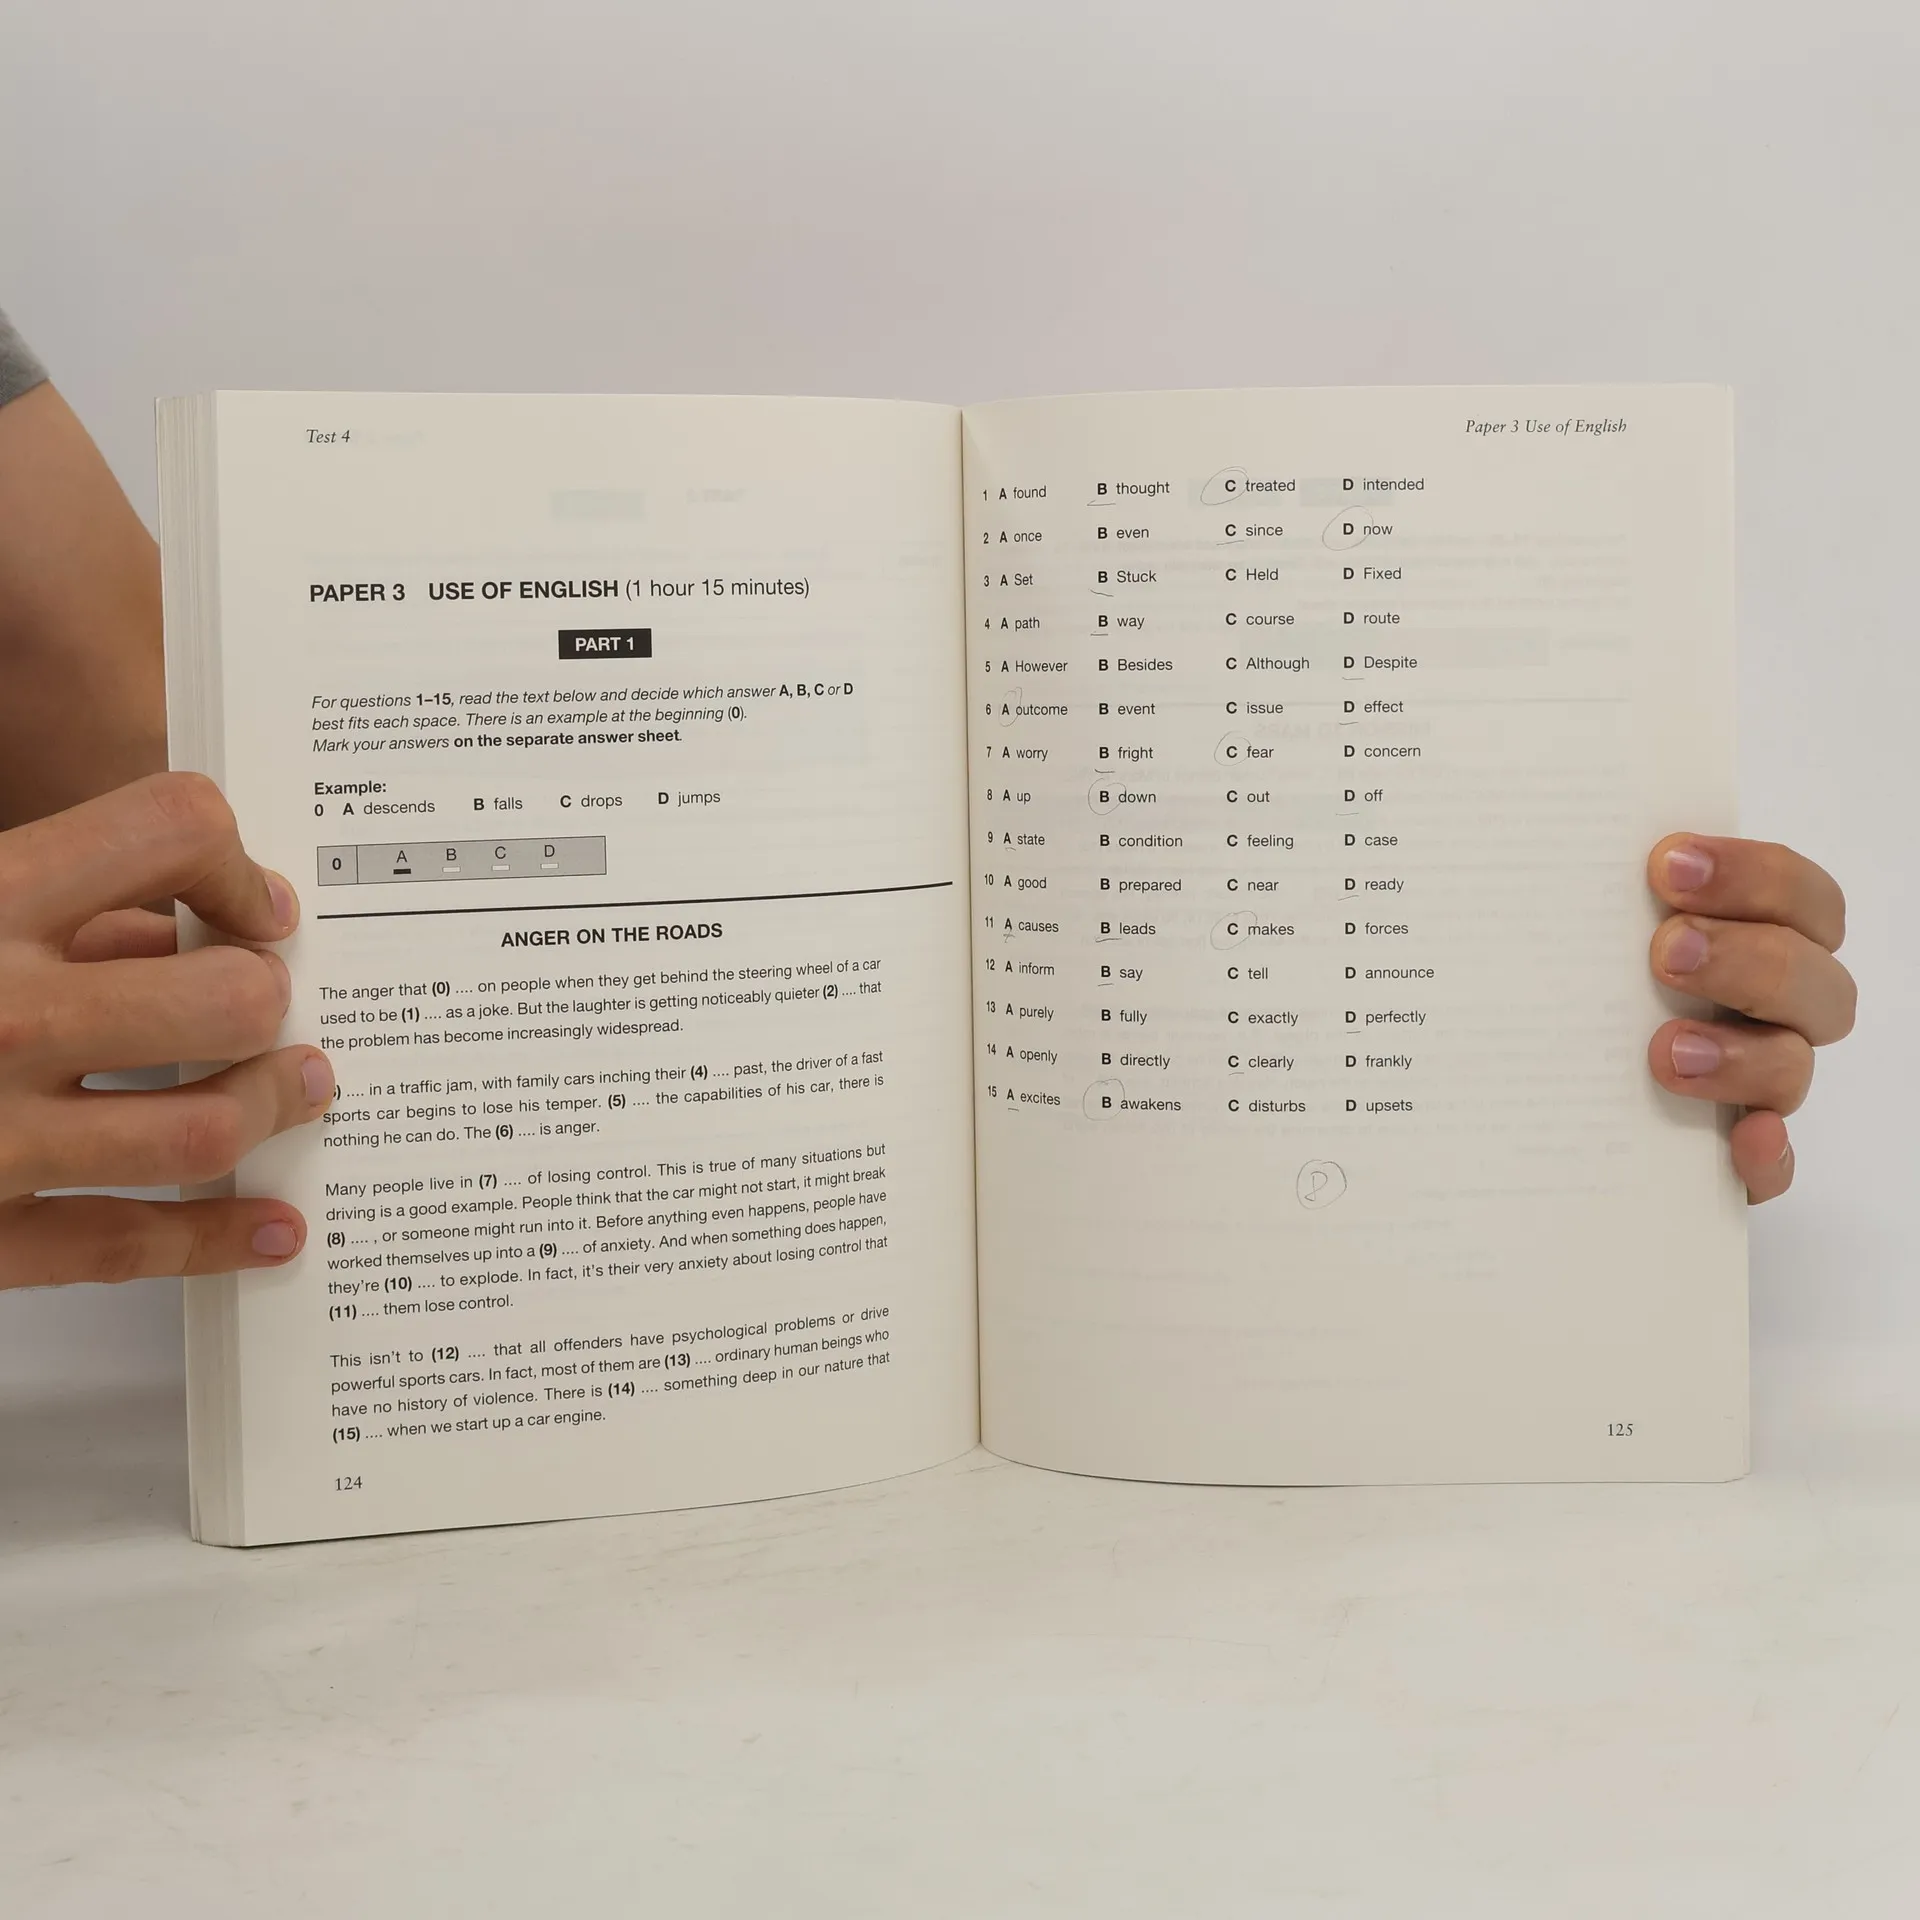 Test 4
PAPER 3 USE OF ENGLISH (1 hour 15 minutes)
PART 1
For questions 1–15, read the text below and decide which answer A, B, C or D
best fits each space. There is an example at the beginning (0).
Mark your answers on the separate answer sheet.
Example:
0 A descends B falls C drops D jumps
0 A B C D
ANGER ON THE ROADS
The anger that (0) .... on people when they get behind the steering wheel of a car
used to be (1) .... as a joke. But the laughter is getting noticeably quieter (2) .... that
the problem has become increasingly widespread.
) .... in a traffic jam, with family cars inching their (4) .... past, the driver of a fast
sports car begins to lose his temper. (5) .... the capabilities of his car, there is
nothing he can do. The (6) .... is anger.
Many people live in (7) .... of losing control. This is true of many situations but
driving is a good example. People think that the car might not start, it might break
(8) .... , or someone might run into it. Before anything even happens, people have
worked themselves up into a (9) .... of anxiety. And when something does happen,
they're (10) .... to explode. In fact, it's their very anxiety about losing control that
(11) .... them lose control.
This isn't to (12) .... that all offenders have psychological problems or drive
powerful sports cars. In fact, most of them are (13) .... ordinary human beings who
have no history of violence. There is (14) .... something deep in our nature that
(15) .... when we start up a car engine.
124
Paper 3 Use of English
1 A found B thought C treated D intended
2 A once B even C since D now
3 A Set B Stuck C Held D Fixed
4 A path B way C course D route
5 A However B Besides C Although D Despite
6 A outcome B event C issue D effect
7 A worry B fright C fear D concern
8 A up B down C out D off
9 A state B condition C feeling D case
10 A good B prepared C near D ready
11 A causes B leads C makes D forces
12 A inform B say C tell D announce
13 A purely B fully C exactly D perfectly
14 A openly B directly C clearly D frankly
15 A excites B awakens C disturbs D upsets
125